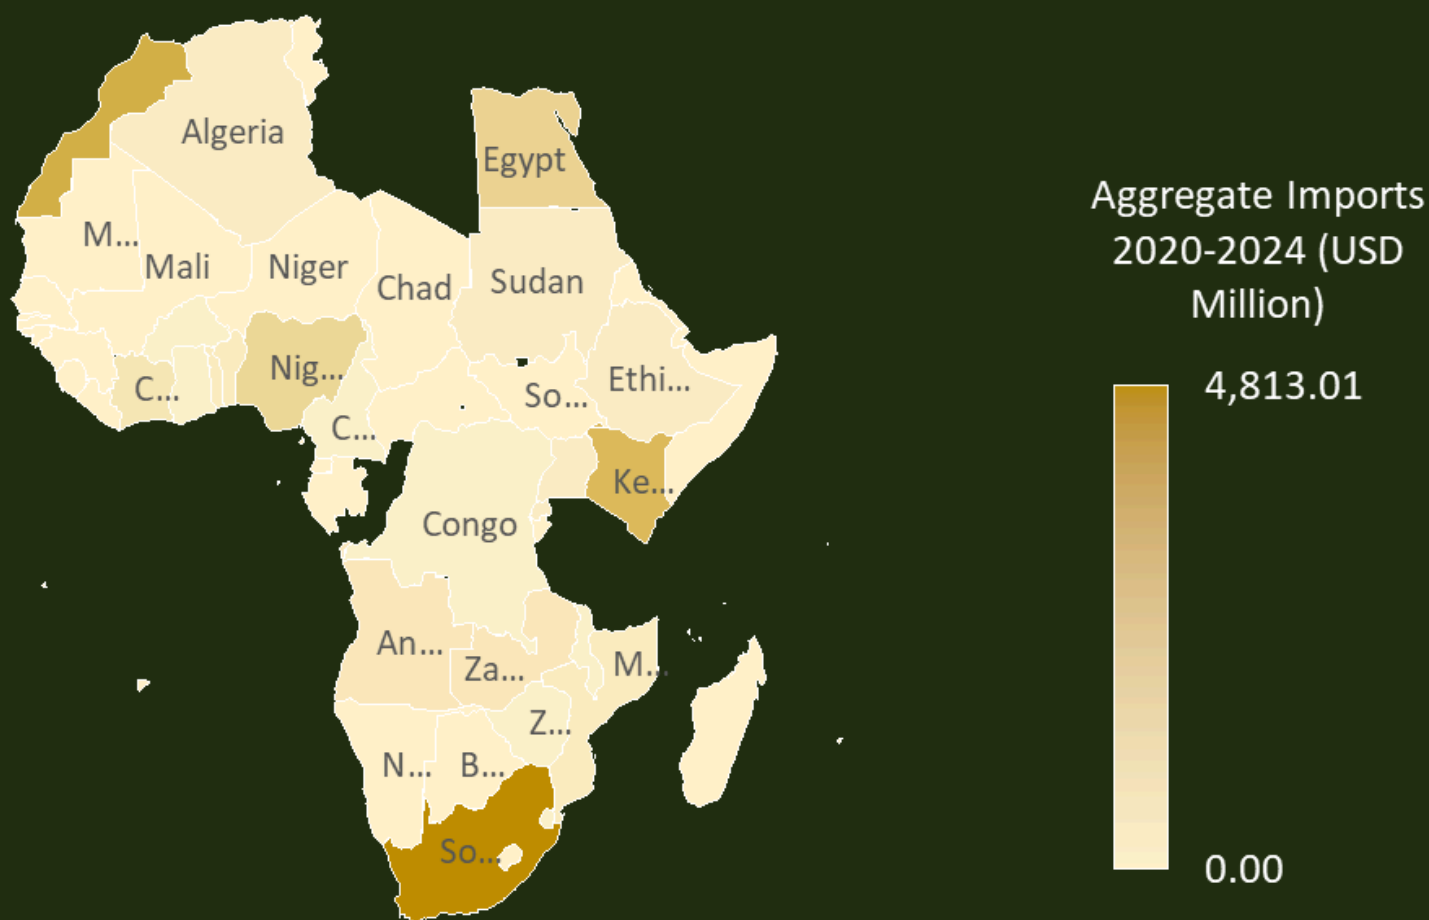 Algeria
Egypt
M...
Mali
Niger
Chad
Sudan
Nig...
C...
So...
Ethi...
C...
Ke...
Congo
An...
Za...
M...
Z...
N...
B...
So...
Aggregate Imports
2020-2024 (USD
Million)
4,813.01
0.00